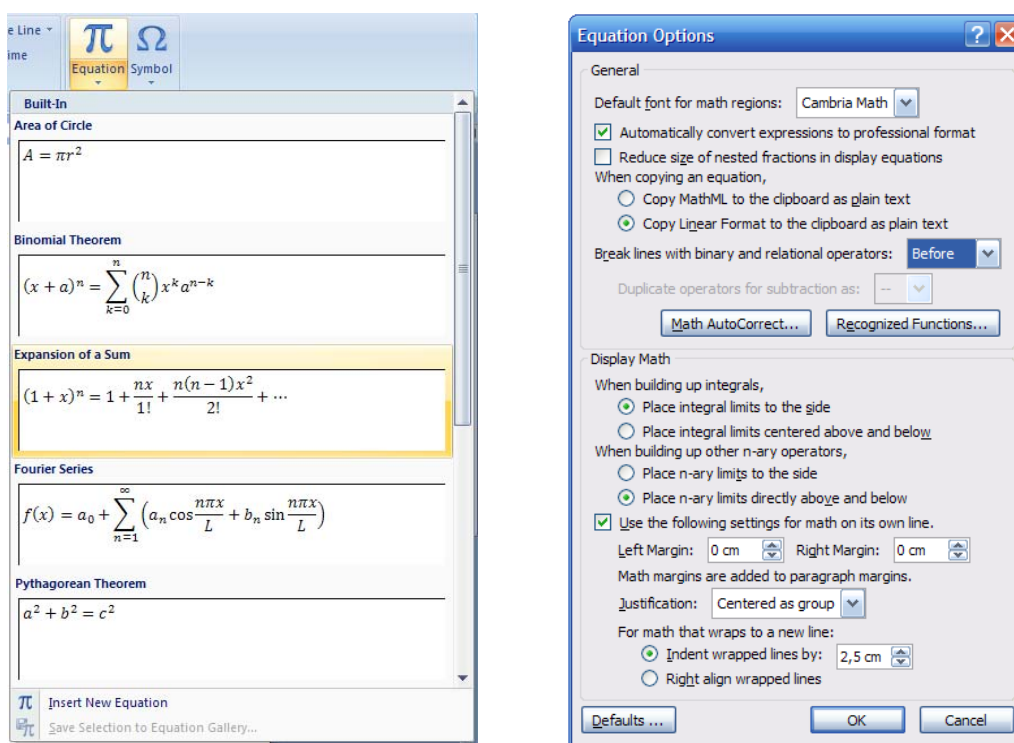 e Line
ime
π Ω
Equation Symbol
Built-In
Area of Circle
A = πr²
Binomial Theorem
(x + a)ⁿ = ∑ₖ₌₀ⁿ (n k) xᵏaⁿ⁻ᵏ
Expansion of a Sum
(1 + x)ⁿ = 1 + nx/1! + n(n − 1)x²/2! + ⋯
Fourier Series
f(x) = a₀ + ∑ₙ₌₁^∞ (aₙ cos nπx/L + bₙ sin nπx/L)
Pythagorean Theorem
a² + b² = c²
π Insert New Equation
Save Selection to Equation Gallery...
Equation Options
General
Default font for math regions: Cambria Math
Automatically convert expressions to professional format
Reduce size of nested fractions in display equations
When copying an equation,
Copy MathML to the clipboard as plain text
Copy Linear Format to the clipboard as plain text
Break lines with binary and relational operators: Before
Duplicate operators for subtraction as: --
Math AutoCorrect... Recognized Functions...
Display Math
When building up integrals,
Place integral limits to the side
Place integral limits centered above and below
When building up other n-ary operators,
Place n-ary limits to the side
Place n-ary limits directly above and below
Use the following settings for math on its own line.
Left Margin: 0 cm Right Margin: 0 cm
Math margins are added to paragraph margins.
Justification: Centered as group
For math that wraps to a new line:
Indent wrapped lines by: 2,5 cm
Right align wrapped lines
Defaults ... OK Cancel